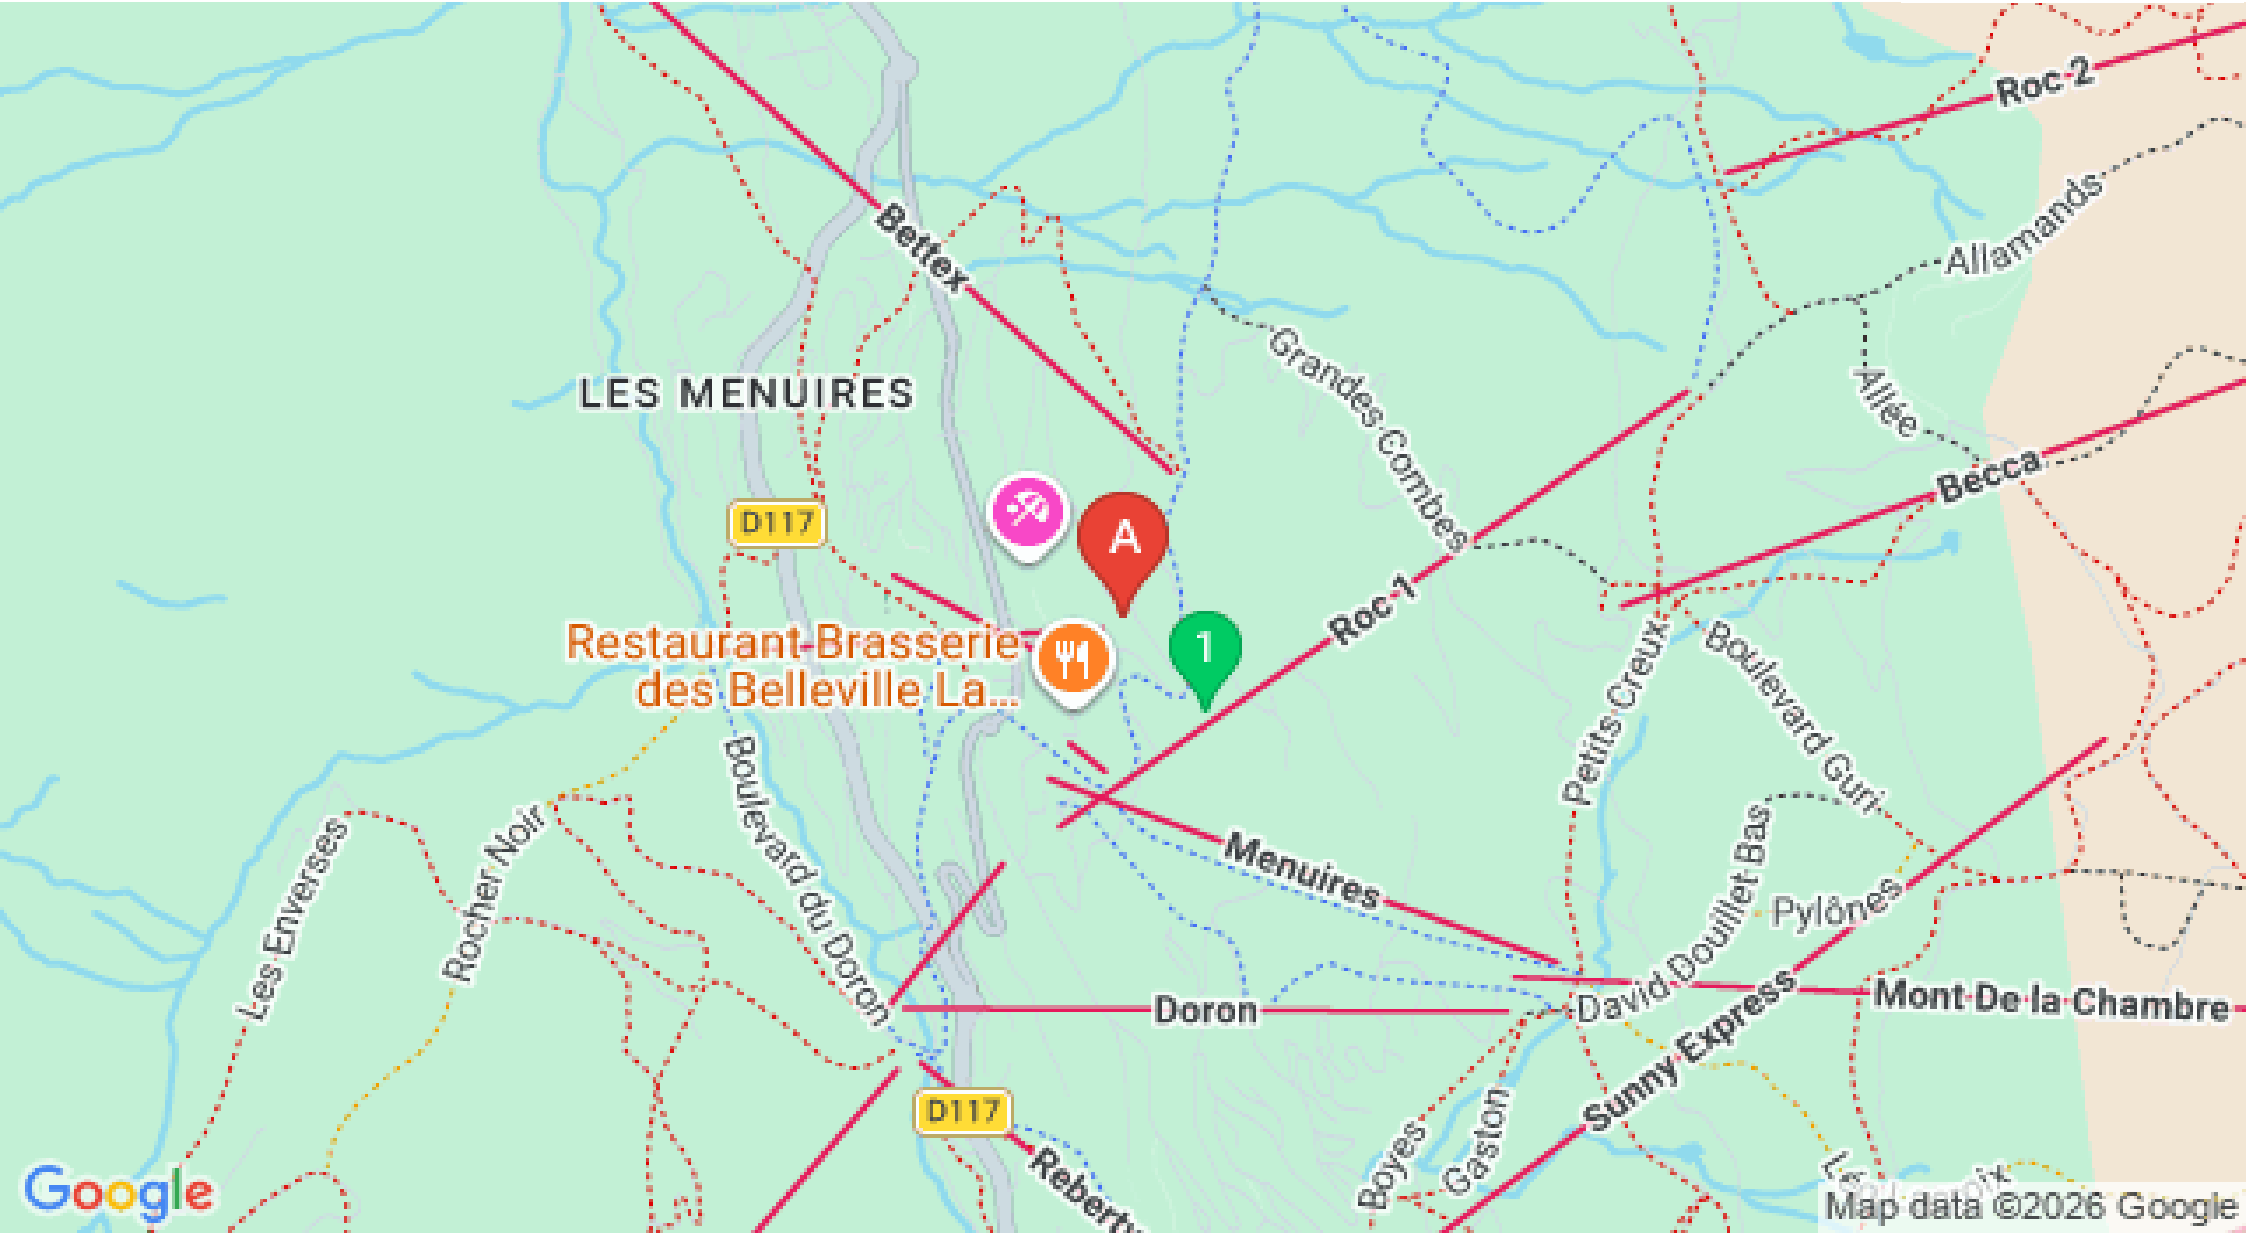 Roc 2
Allamands
Bettex
Grandes Combes
LES MENUIRES
Allée
Becca
D117
A
Roc 1
Restaurant Brasserie
des Belleville La...
1
Petits Creux
Boulevard Guri
Boulevard du Doron
Rocher Noir
Les Enverses
Menuires
David Douillet Bas
Pylônes
Doron
Mont De la Chambre
Sunny Express
D117
Boyes
Gaston
Google
Map data ©2026 Google